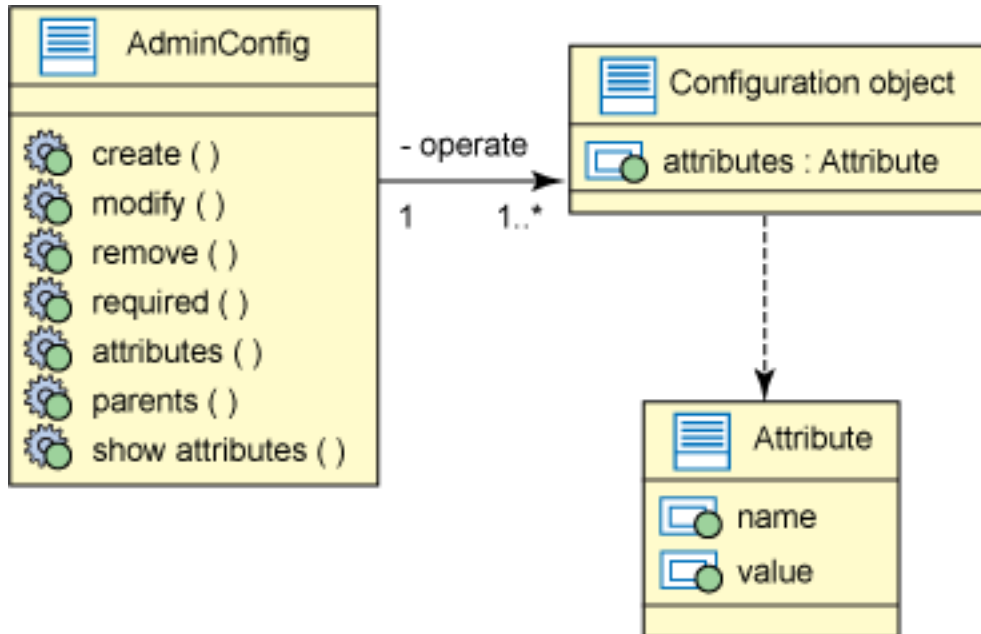 AdminConfig
create ( )
modify ( )
remove ( )
required ( )
attributes ( )
parents ( )
show attributes ( )
- operate
1 1..*
Configuration object
attributes : Attribute
Attribute
name
value